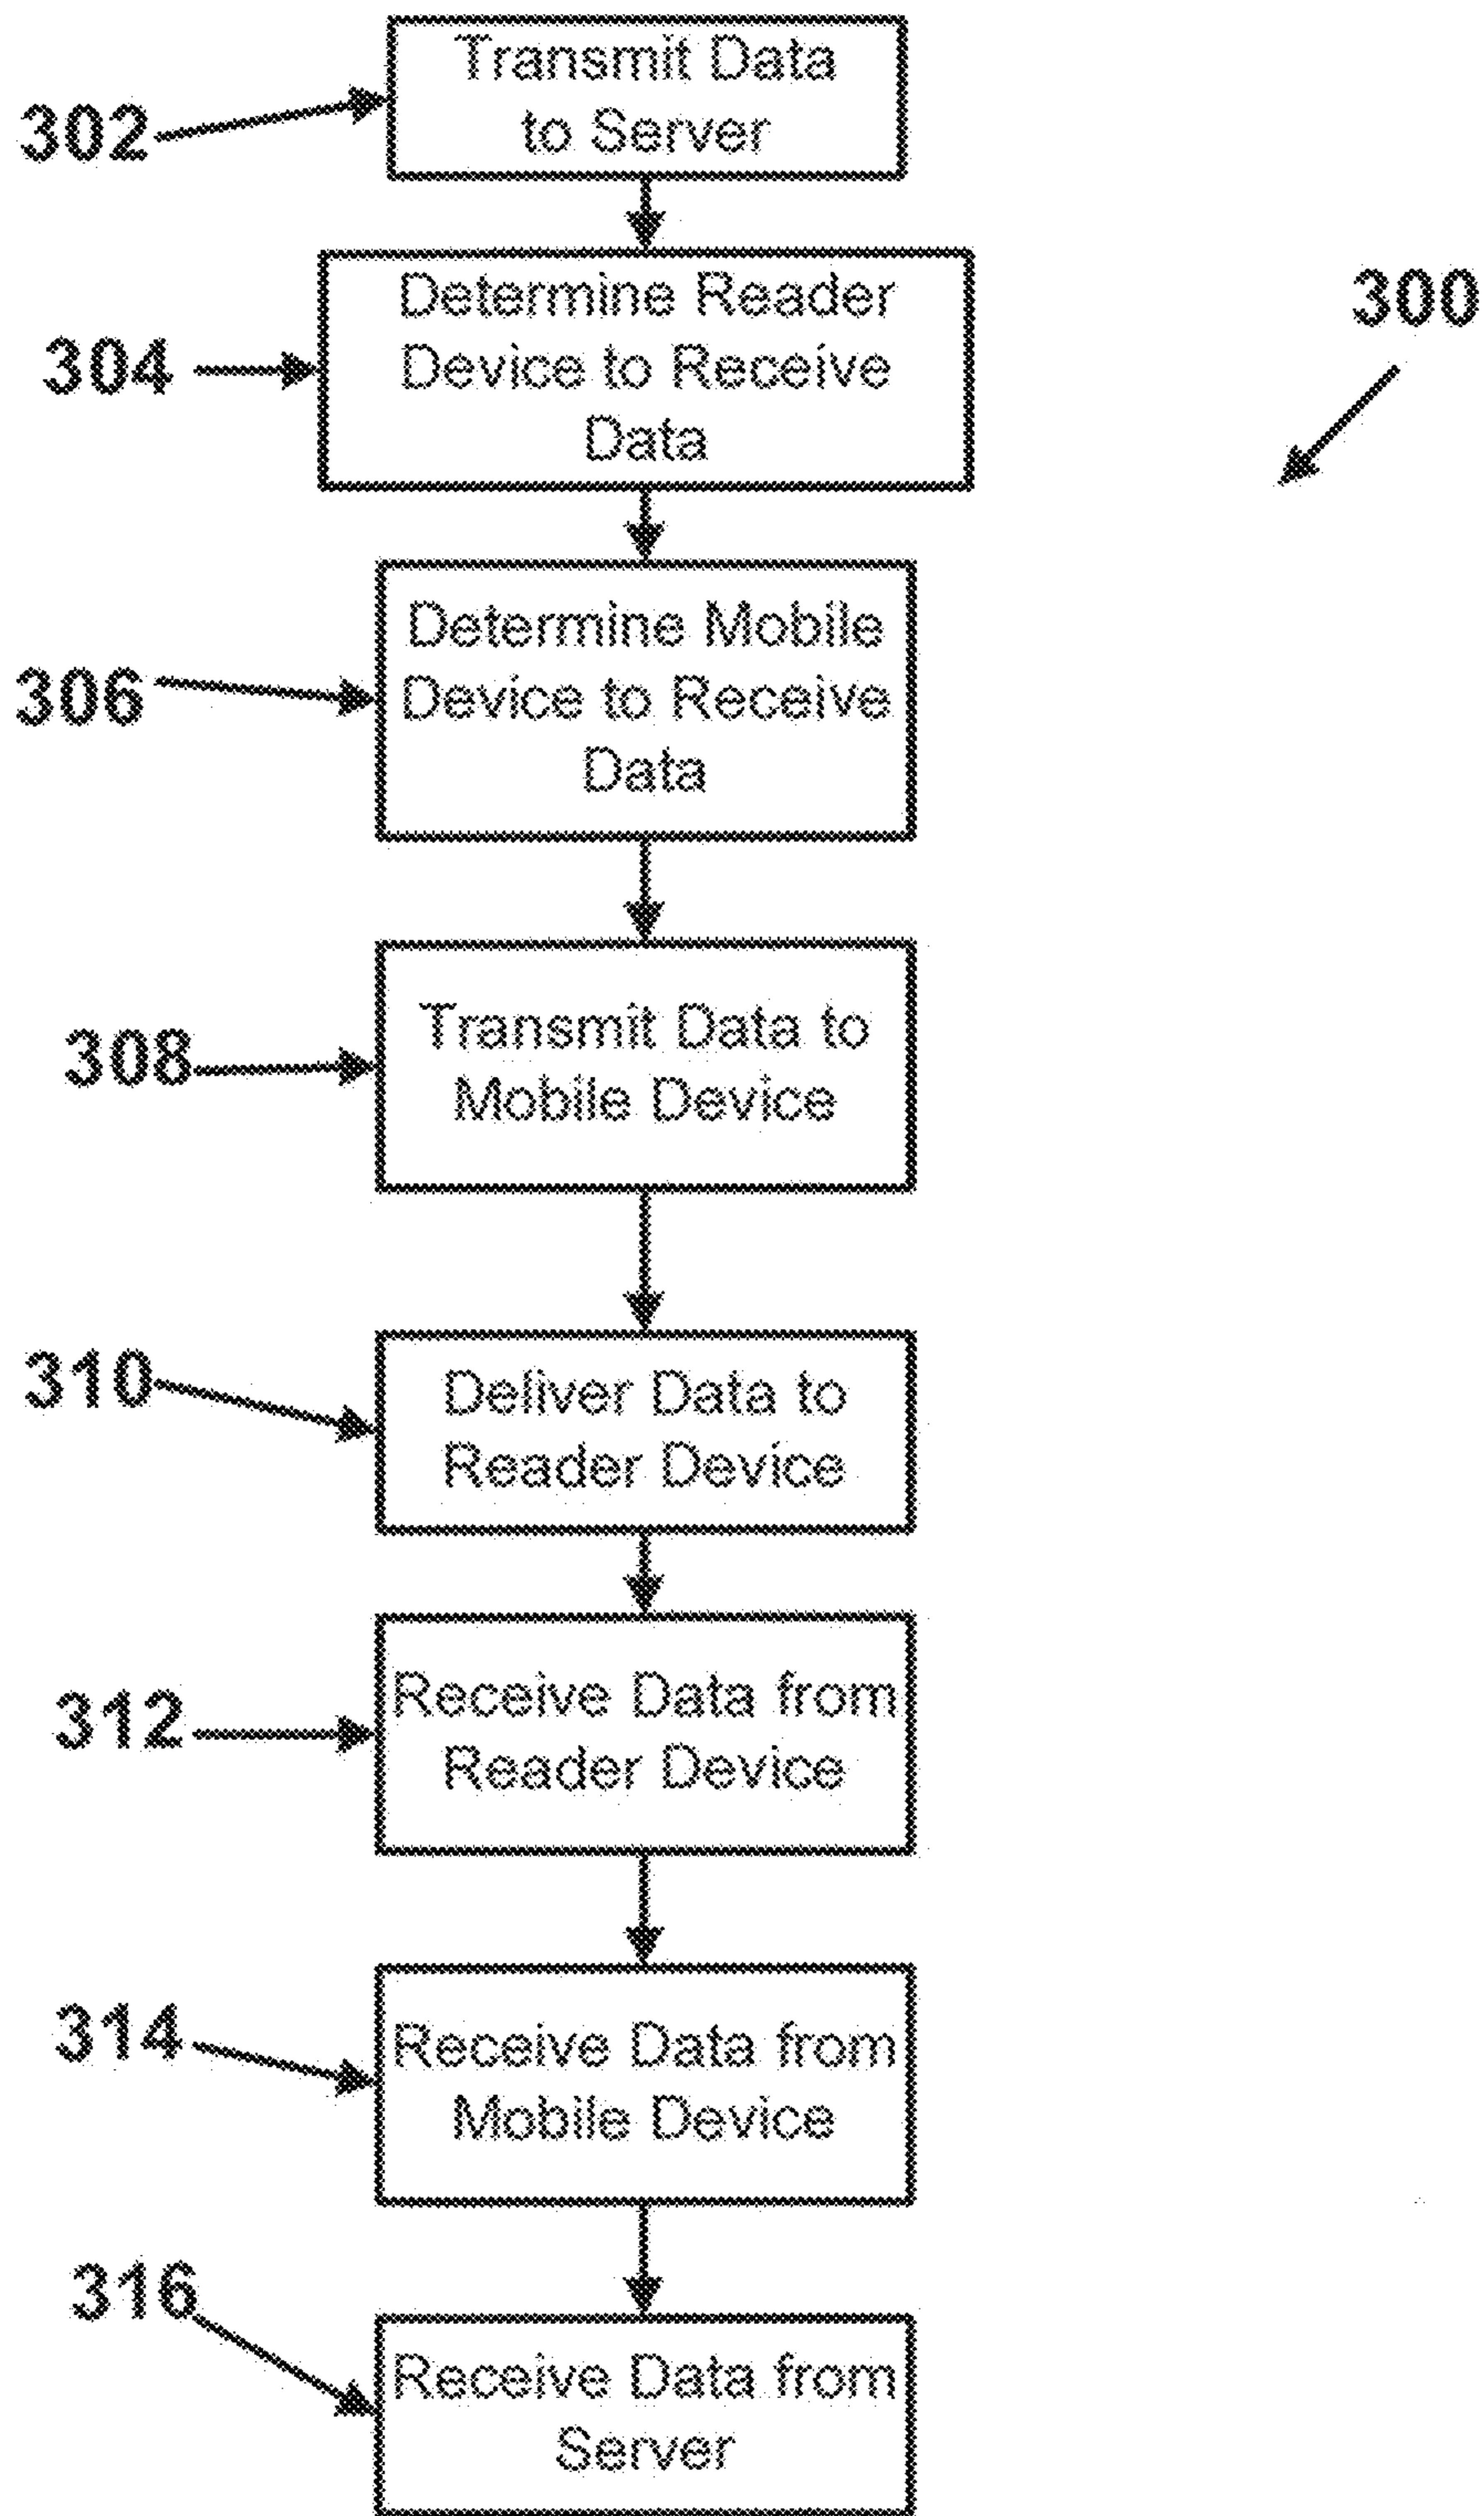 Transmit Data
to Server
302
300
Determine Reader
Device to Receive
Data
304
Determine Mobile
Device to Receive
Data
306
Transmit Data to
Mobile Device
308
Deliver Data to
Reader Device
310
Receive Data from
Reader Device
312
Receive Data from
Mobile Device
314
316
Receive Data from
Server